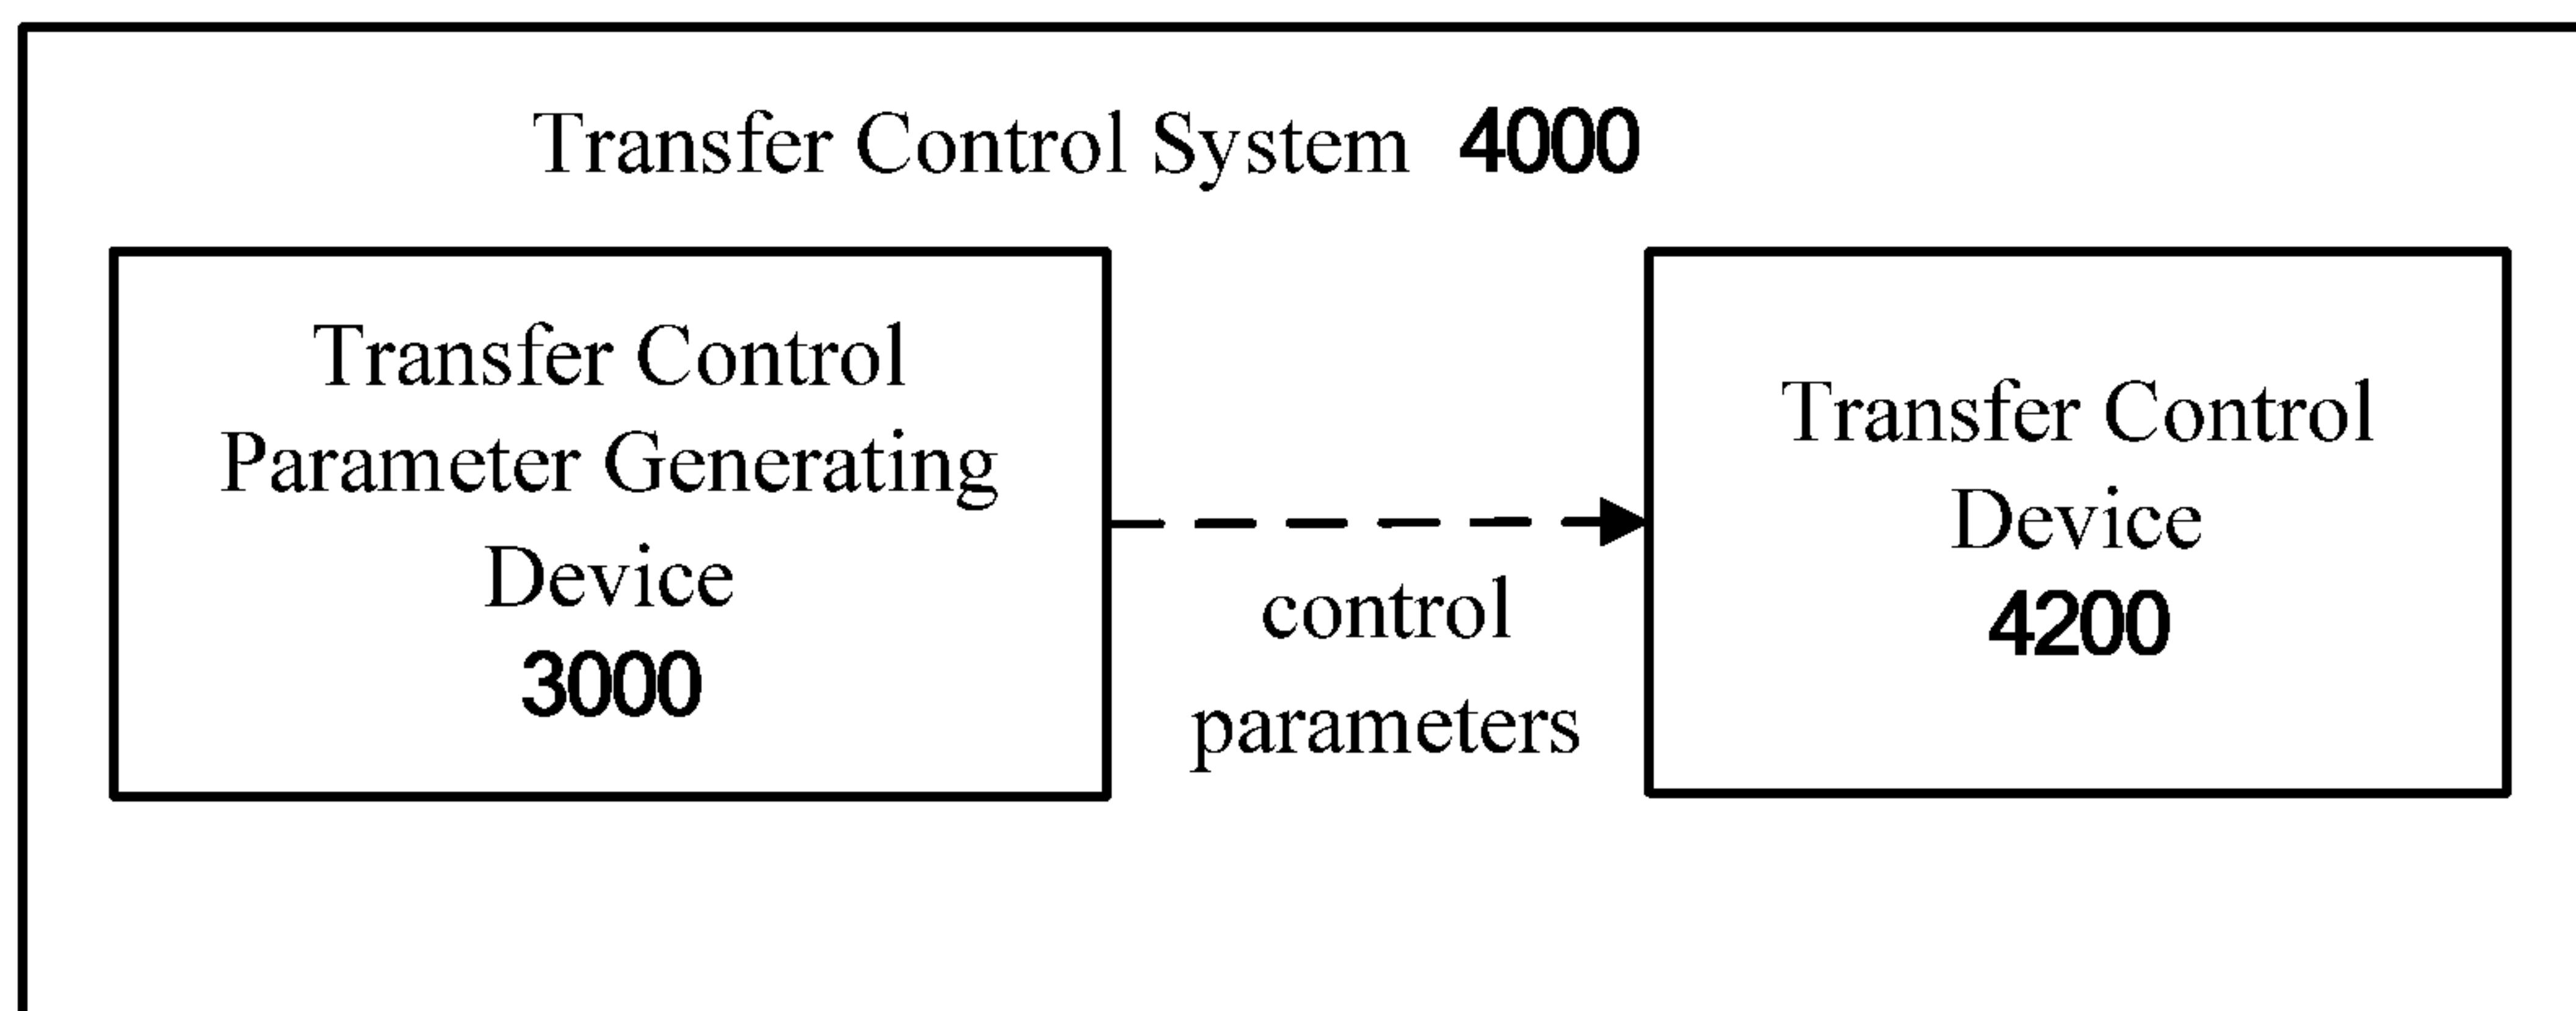 Transfer Control System 4000
Transfer Control
Parameter Generating
Device
3000
control
parameters
Transfer Control
Device
4200